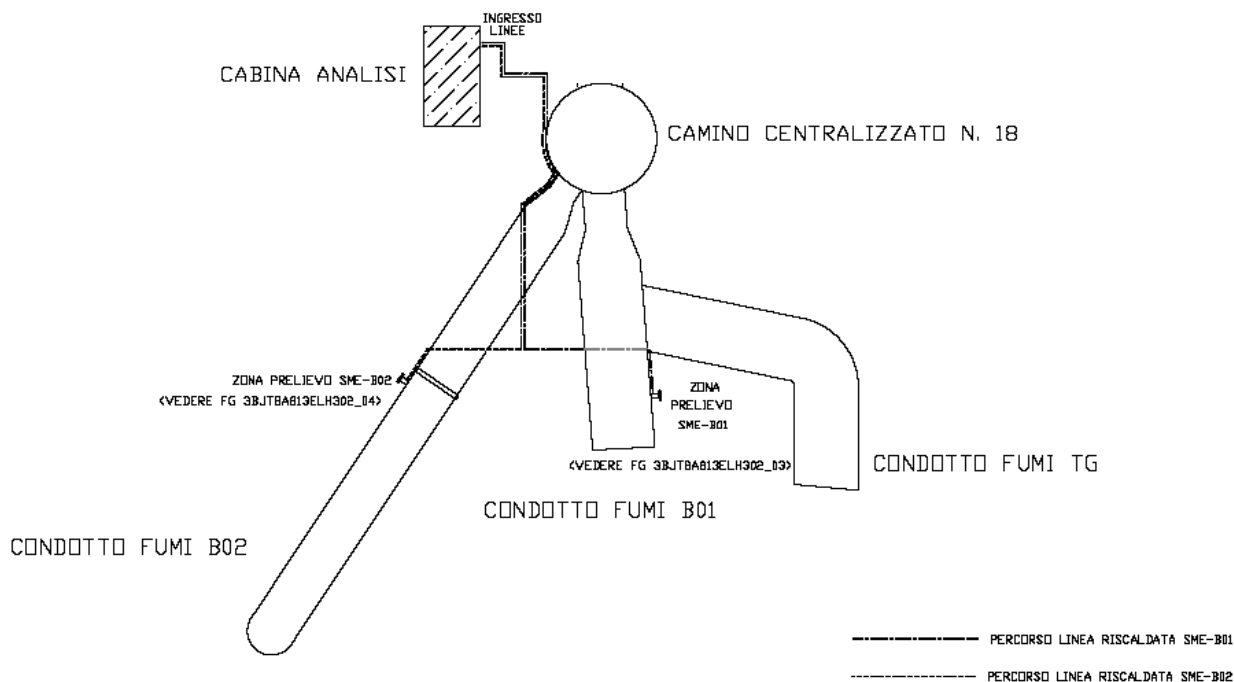 INGRESSO
LINEE
CABINA ANALISI
CAMINO CENTRALIZZATO N. 18
ZONA PRELIEVO SME-B02
(VEDERE FG 3BJT8A813ELH302_04)
ZONA
PRELIEVO
SME-B01
(VEDERE FG 3BJT8A813ELH302_03)
CONDOTTO FUMI TG
CONDOTTO FUMI B01
CONDOTTO FUMI B02
PERCORSO LINEA RISCALDATA SME-B01
PERCORSO LINEA RISCALDATA SME-B02